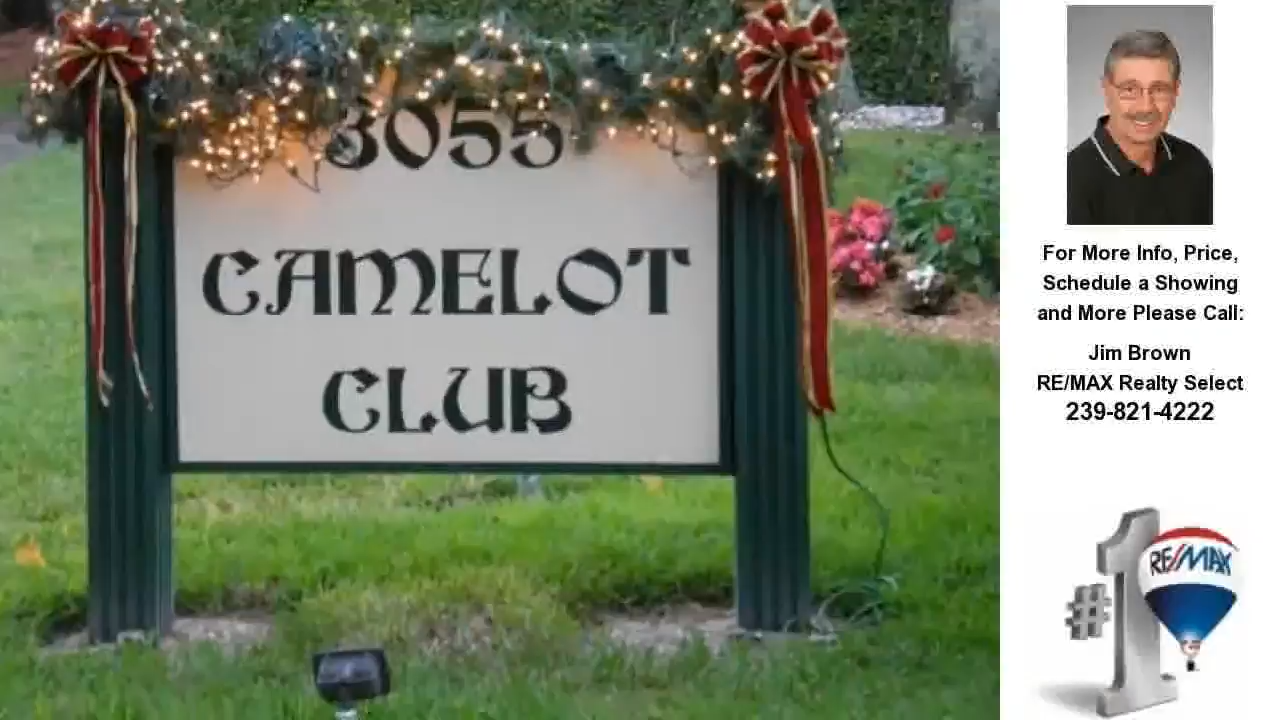 3055
CAMELOT
CLUB
For More Info, Price,
Schedule a Showing
and More Please Call:
Jim Brown
RE/MAX Realty Select
239-821-4222
#1
RE/MAX